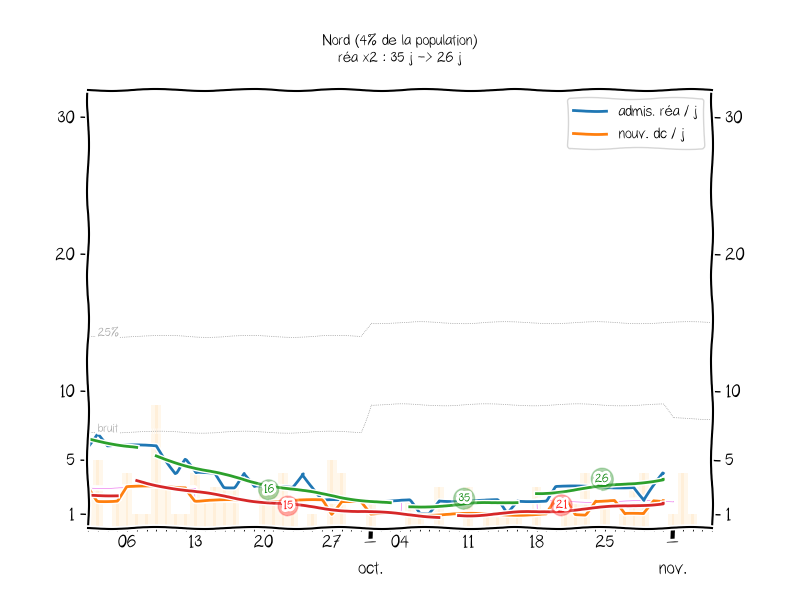 Nord (4% de la population)
réa x2 : 35 j -> 26 j
admis. réa / j
nouv. dc / j
30
30
20
20
25%
10
10
bruit
5
5
26
16
35
15
21
1
1
06 13 20 27 04 11 18 25
oct. nov.